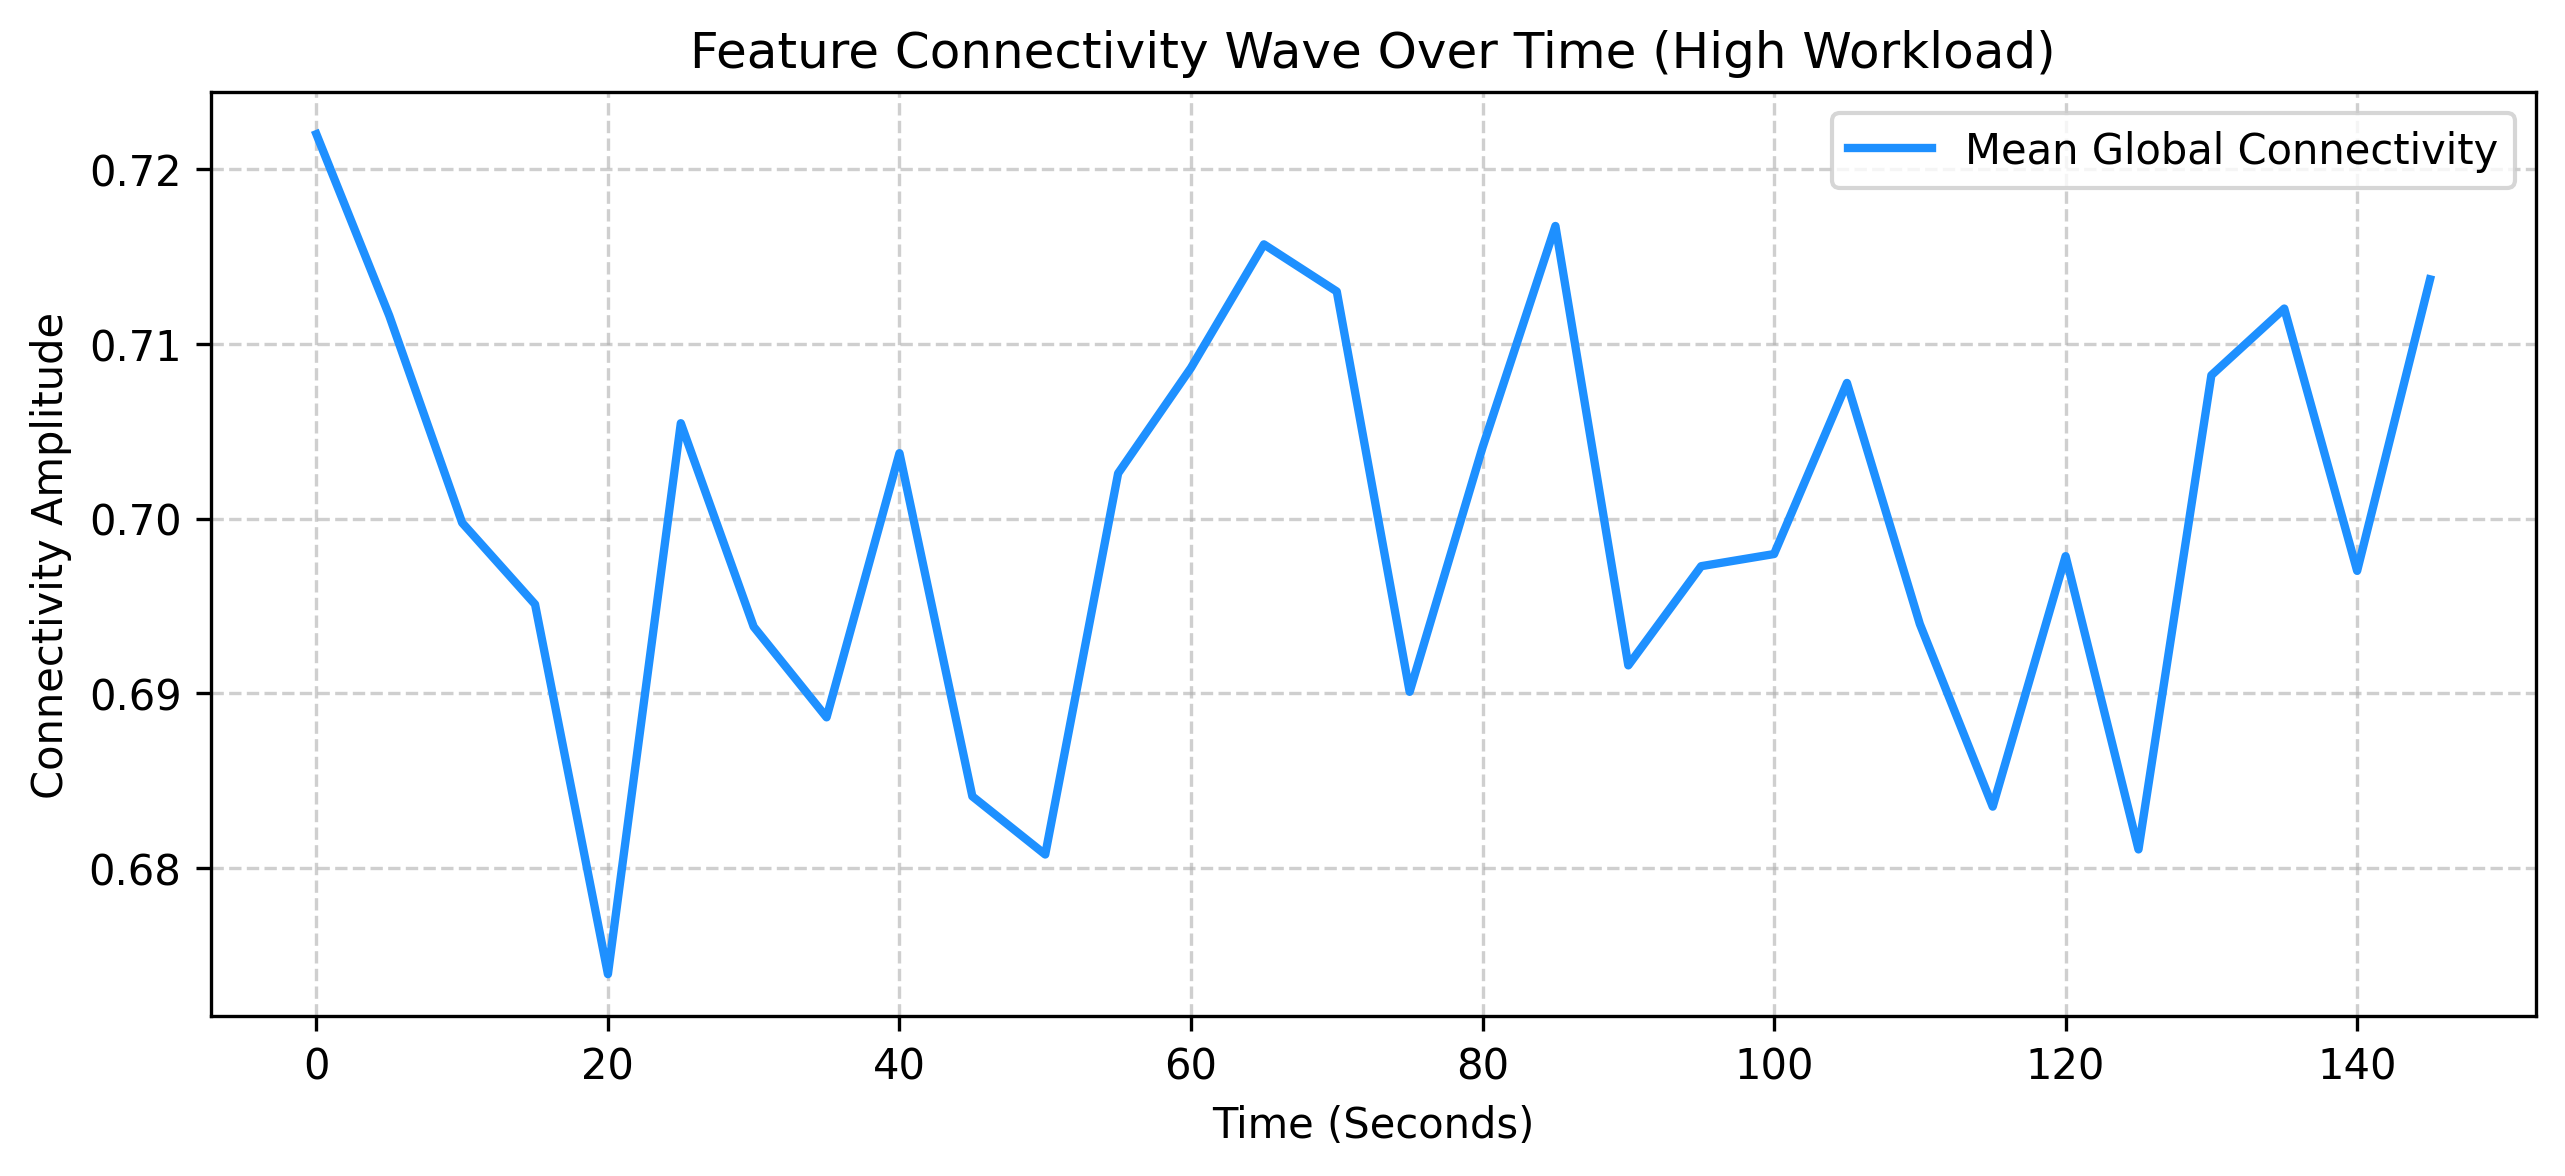 Feature Connectivity Wave Over Time (High Workload)
Mean Global Connectivity
Connectivity Amplitude
0.72
0.71
0.70
0.69
0.68
0 20 40 60 80 100 120 140
Time (Seconds)